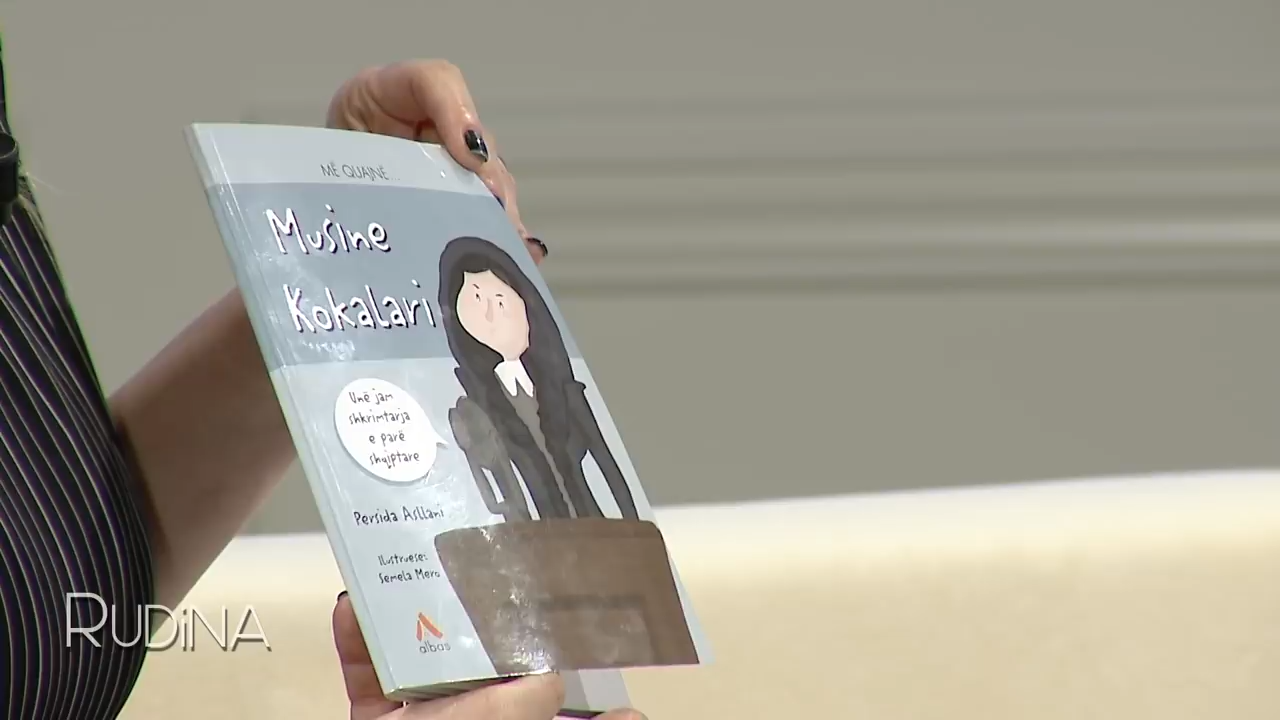 MË QUAJNË...
Musine
Kokalari
Unë jam
shkrimtarja
e parë
shqiptare
Persida Asllani
Ilustruese:
Semela Mero
albas
RUDiNA